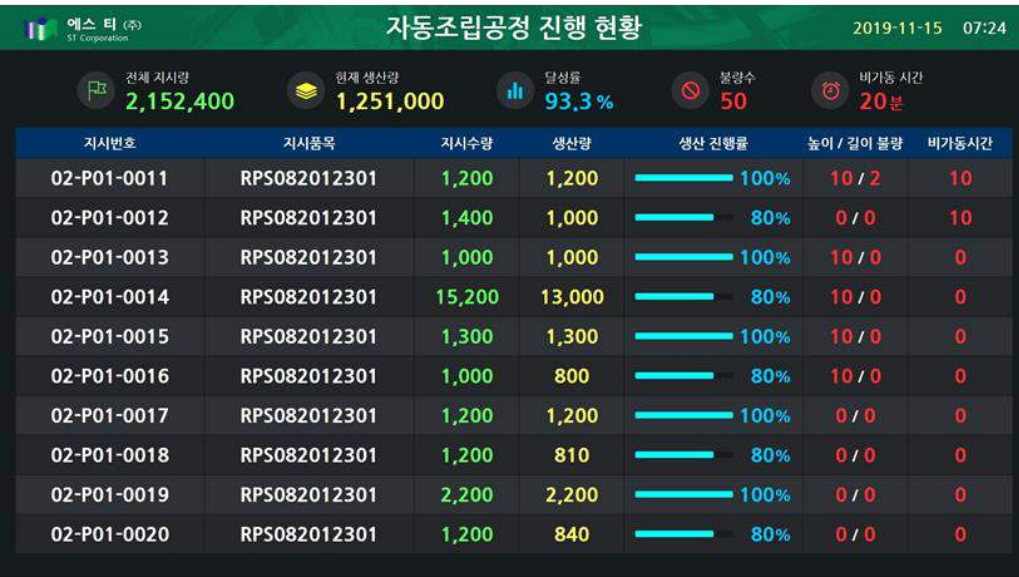 에스 티 (주)
ST Corporation
자동조립공정 진행 현황
2019-11-15 07:24
전체 지시량
2,152,400
현재 생산량
1,251,000
달성률
93.3 %
불량수
50
비가동 시간
20분
지시번호 지시품목 지시수량 생산량 생산 진행률 높이 / 길이 불량 비가동시간
02-P01-0011 RPS082012301 1,200 1,200 100% 10 / 2 10
02-P01-0012 RPS082012301 1,400 1,000 80% 0 / 0 10
02-P01-0013 RPS082012301 1,000 1,000 100% 10 / 0 0
02-P01-0014 RPS082012301 15,200 13,000 80% 10 / 0 0
02-P01-0015 RPS082012301 1,300 1,300 100% 10 / 0 0
02-P01-0016 RPS082012301 1,000 800 80% 10 / 0 0
02-P01-0017 RPS082012301 1,200 1,200 100% 0 / 0 0
02-P01-0018 RPS082012301 1,200 810 80% 0 / 0 0
02-P01-0019 RPS082012301 2,200 2,200 100% 0 / 0 0
02-P01-0020 RPS082012301 1,200 840 80% 0 / 0 0